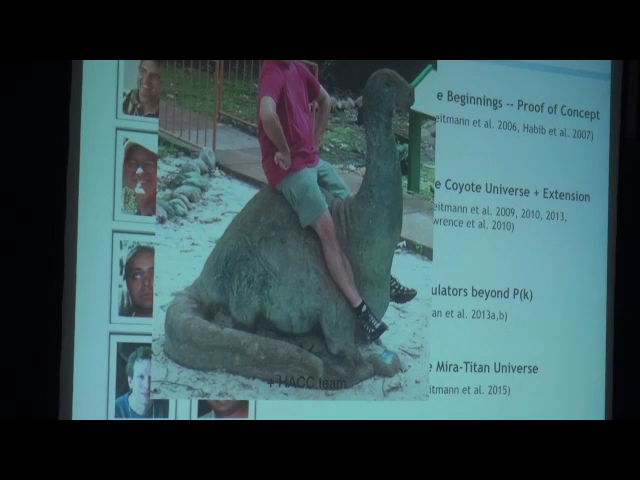 e Beginnings -- Proof of Concept
eitmann et al. 2006, Habib et al. 2007)
e Coyote Universe + Extension
eitmann et al. 2009, 2010, 2013,
wrence et al. 2010)
ulators beyond P(k)
an et al. 2013a,b)
e Mira-Titan Universe
itmann et al. 2015)
+ HACC team